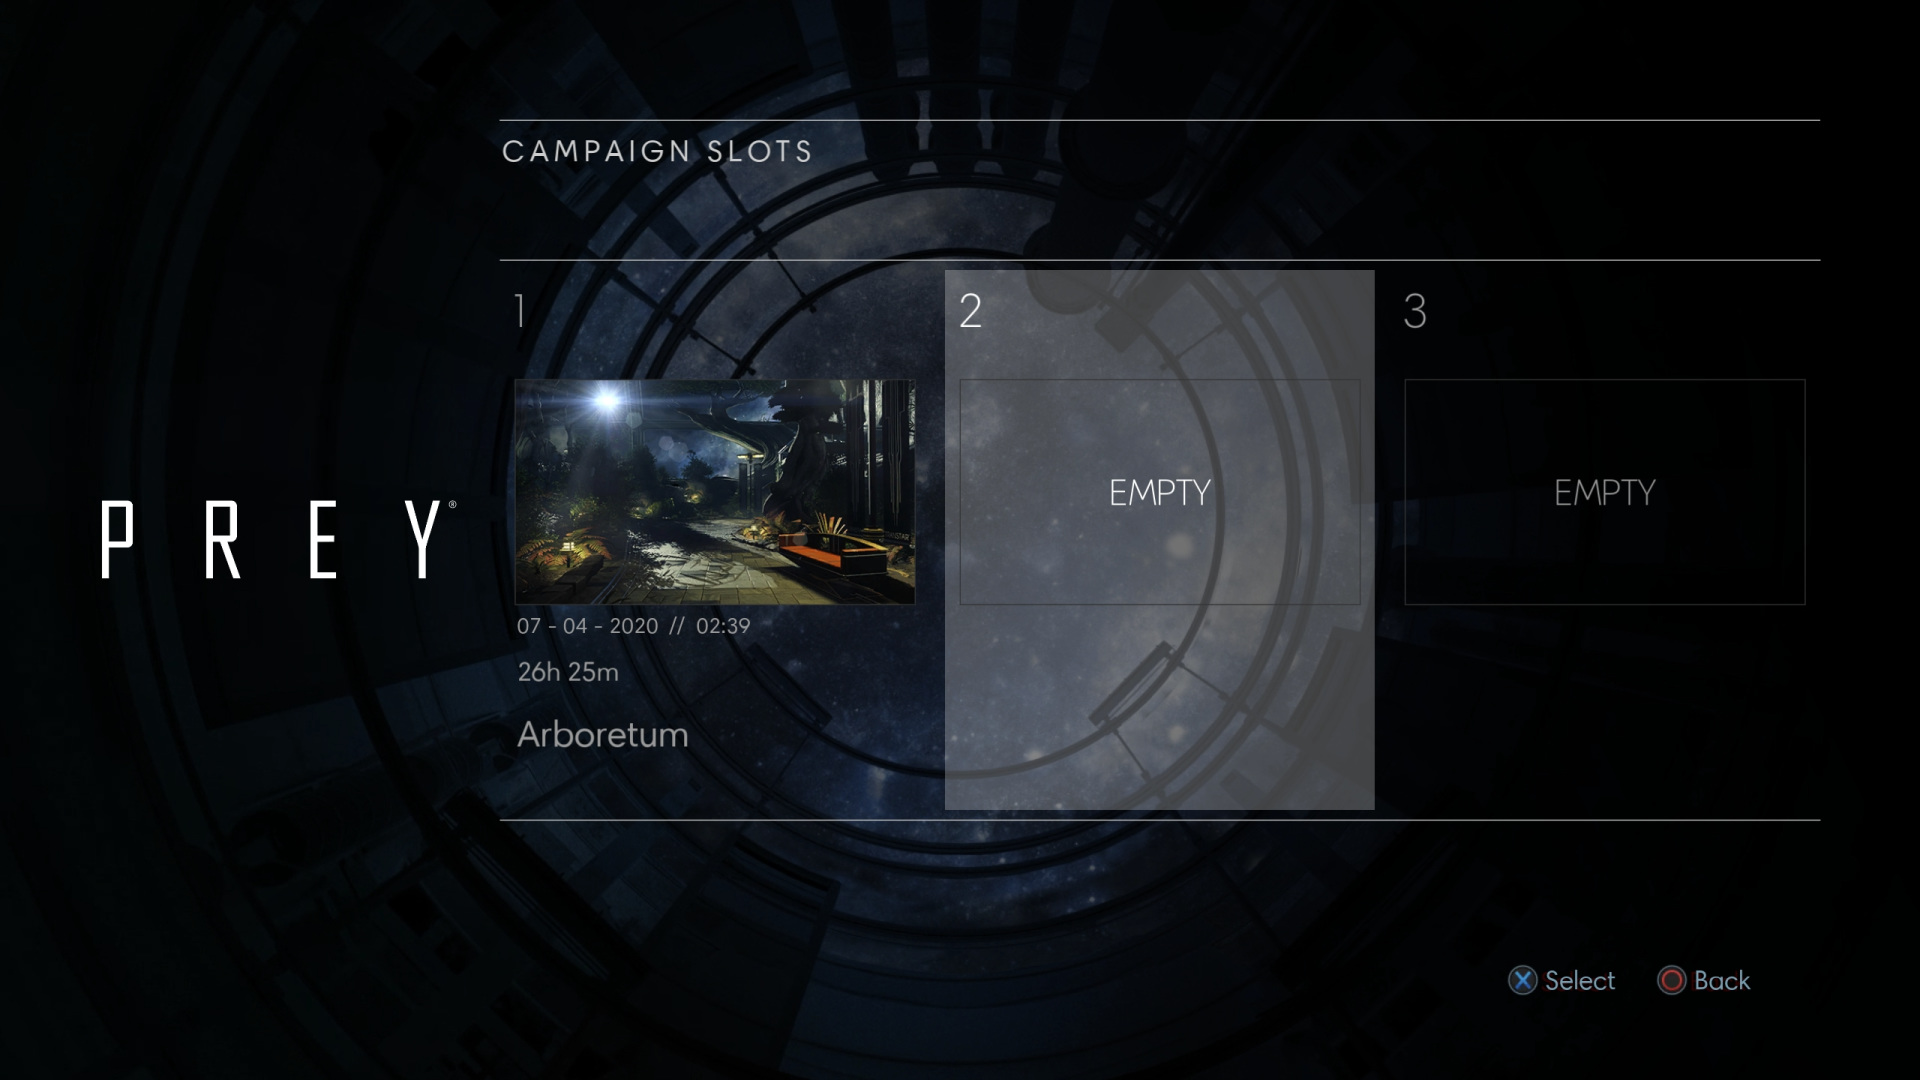 CAMPAIGN SLOTS
1
2
3
EMPTY
EMPTY
PREY®
07 - 04 - 2020 // 02:39
26h 25m
Arboretum
Select
Back